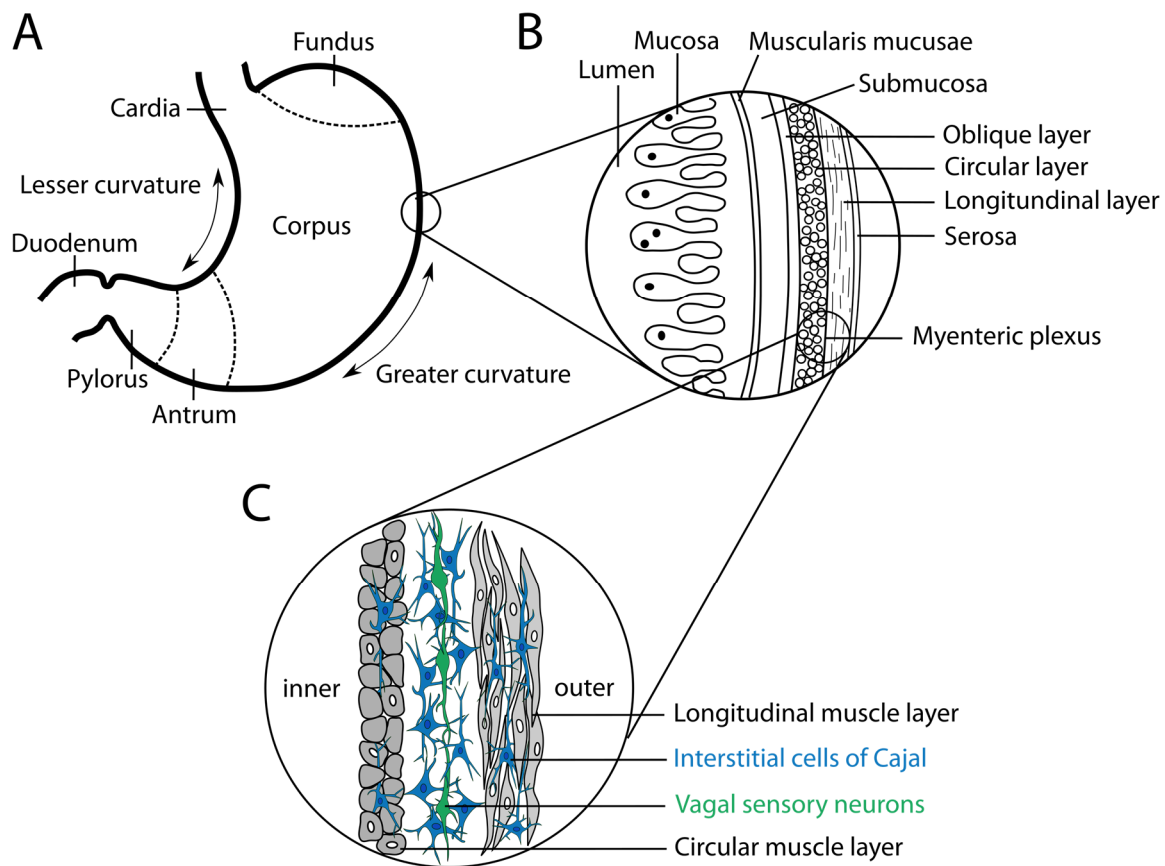 A
Fundus
Cardia
Lesser curvature
Corpus
Duodenum
Pylorus
Antrum
Greater curvature
B
Mucosa
Muscularis mucusae
Lumen
Submucosa
Oblique layer
Circular layer
Longitundinal layer
Serosa
Myenteric plexus
C
inner
outer
Longitudinal muscle layer
Interstitial cells of Cajal
Vagal sensory neurons
Circular muscle layer